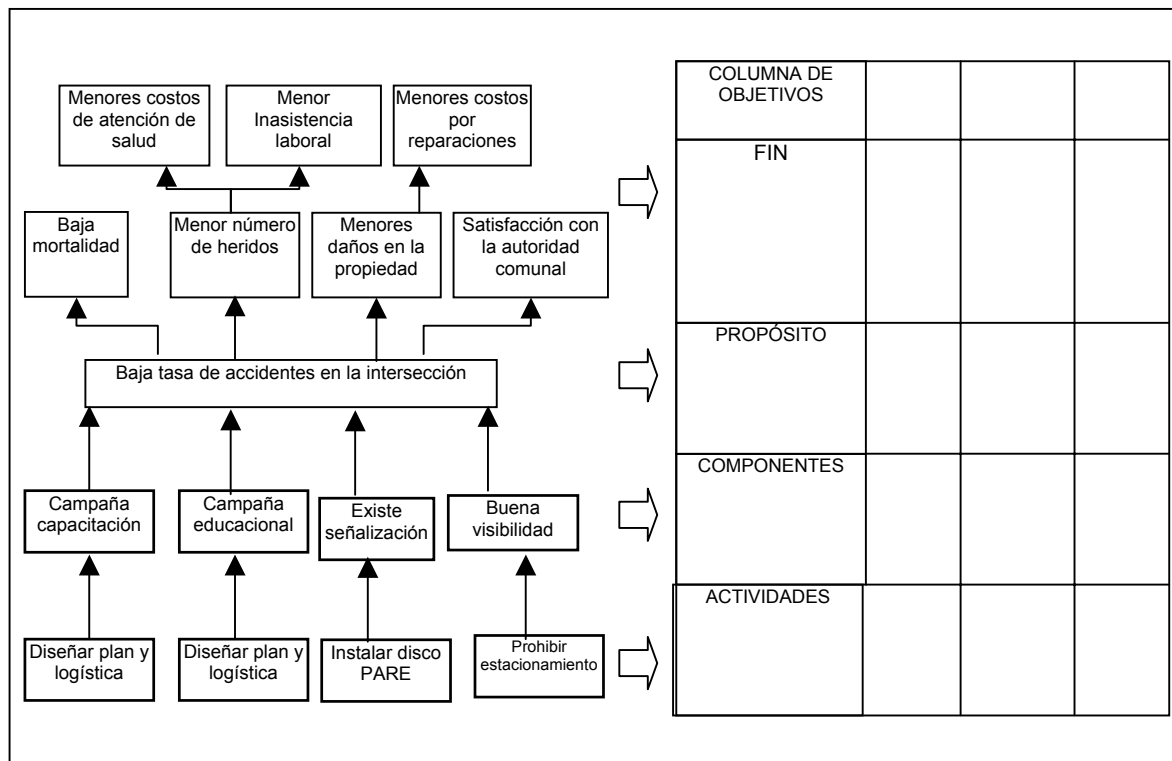 Menores costos
de atención de
salud
Menor
Inasistencia
laboral
Menores costos
por
reparaciones
Baja
mortalidad
Menor número
de heridos
Menores
daños en la
propiedad
Satisfacción con
la autoridad
comunal
Baja tasa de accidentes en la intersección
Campaña
capacitación
Campaña
educacional
Existe
señalización
Buena
visibilidad
Diseñar plan y
logística
Diseñar plan y
logística
Instalar disco
PARE
Prohibir
estacionamiento
COLUMNA DE
OBJETIVOS
FIN
PROPÓSITO
COMPONENTES
ACTIVIDADES